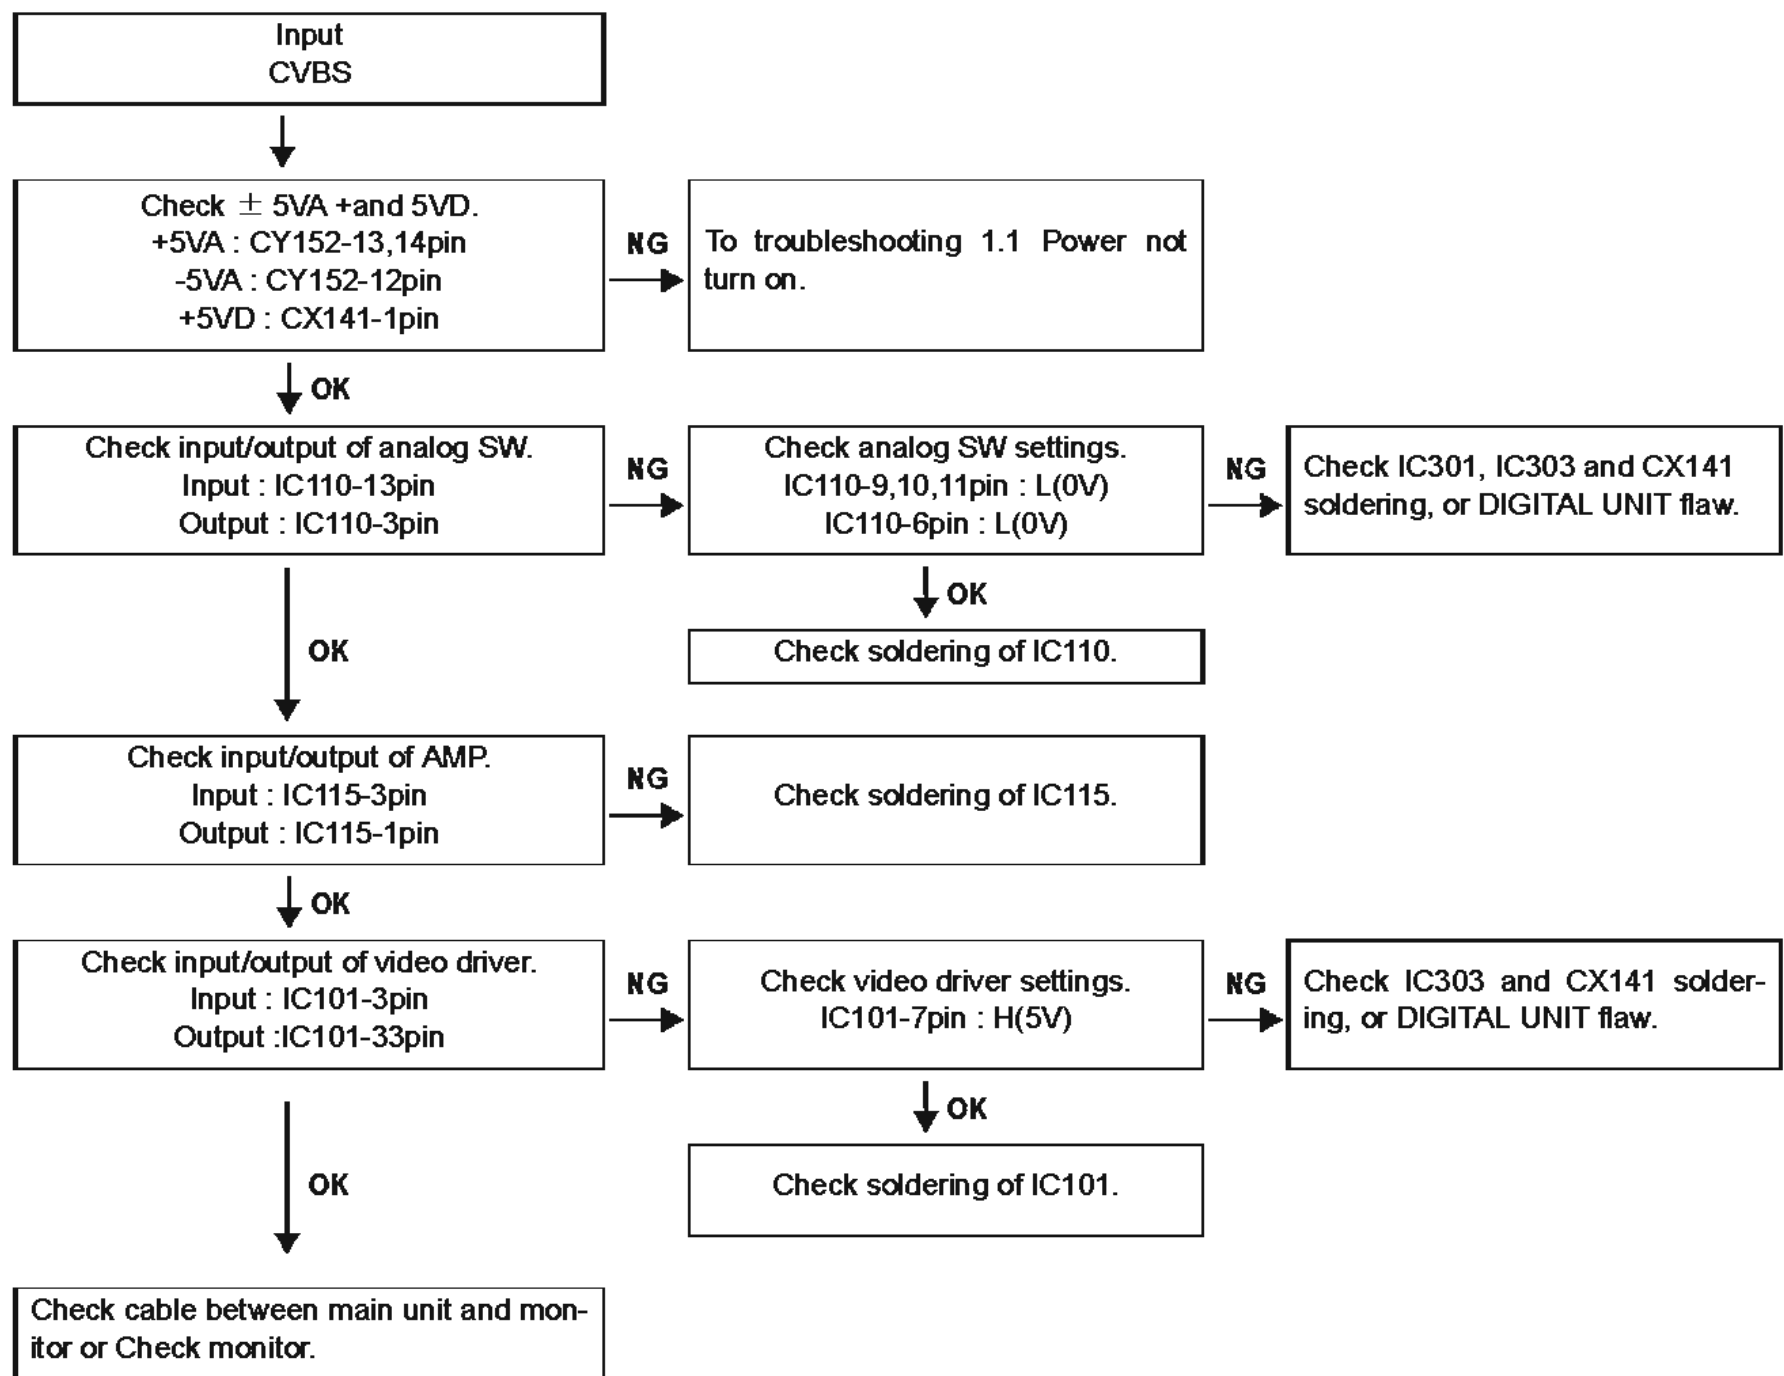 Input
CVBS
Check ± 5VA +and 5VD.
+5VA : CY152-13,14pin
-5VA : CY152-12pin
+5VD : CX141-1pin
NG
To troubleshooting 1.1 Power not
turn on.
OK
Check input/output of analog SW.
Input : IC110-13pin
Output : IC110-3pin
NG
Check analog SW settings.
IC110-9,10,11pin : L(0V)
IC110-6pin : L(0V)
NG
Check IC301, IC303 and CX141
soldering, or DIGITAL UNIT flaw.
OK
Check soldering of IC110.
OK
Check input/output of AMP.
Input : IC115-3pin
Output : IC115-1pin
NG
Check soldering of IC115.
OK
Check input/output of video driver.
Input : IC101-3pin
Output :IC101-33pin
NG
Check video driver settings.
IC101-7pin : H(5V)
NG
Check IC303 and CX141 solder-
ing, or DIGITAL UNIT flaw.
OK
Check soldering of IC101.
OK
Check cable between main unit and mon-
itor or Check monitor.